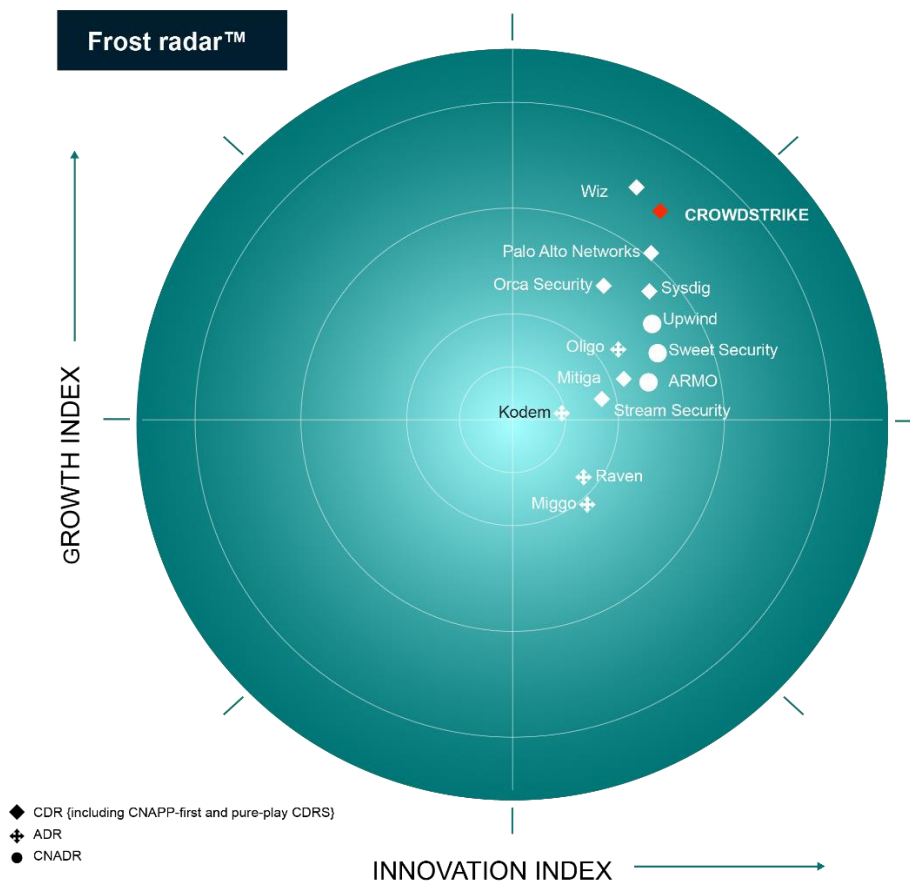 Frost radar™
Wiz
CROWDSTRIKE
Palo Alto Networks
Orca Security
Sysdig
Upwind
Oligo
Sweet Security
Mitiga
ARMO
Kodem
Stream Security
Raven
Miggo
GROWTH INDEX
CDR {including CNAPP-first and pure-play CDRS}
ADR
CNADR
INNOVATION INDEX